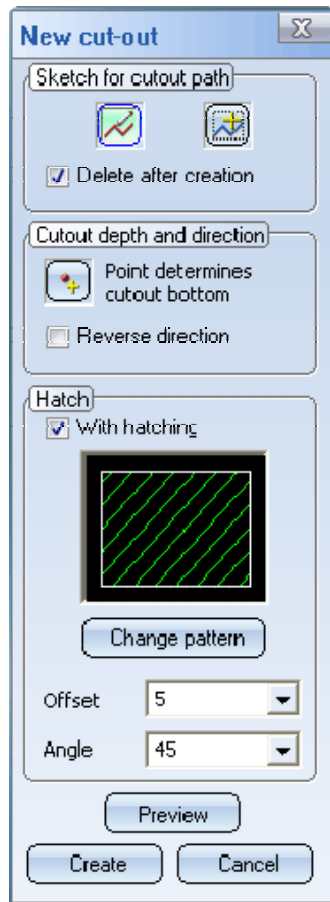 New cut-out
Sketch for cutout path
Delete after creation
Cutout depth and direction
Point determines
cutout bottom
Reverse direction
Hatch
With hatching
Change pattern
Offset 5
Angle 45
Preview
Create Cancel